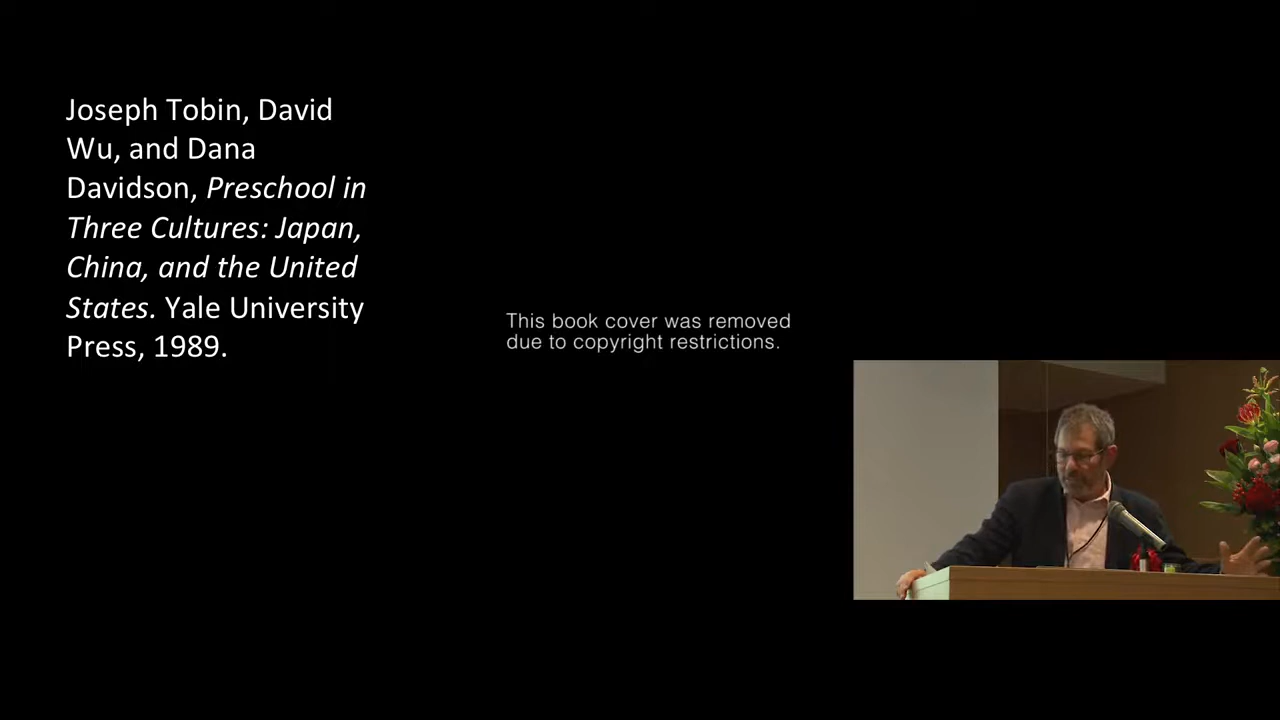 Joseph Tobin, David
Wu, and Dana
Davidson, Preschool in
Three Cultures: Japan,
China, and the United
States. Yale University
Press, 1989.
This book cover was removed
due to copyright restrictions.